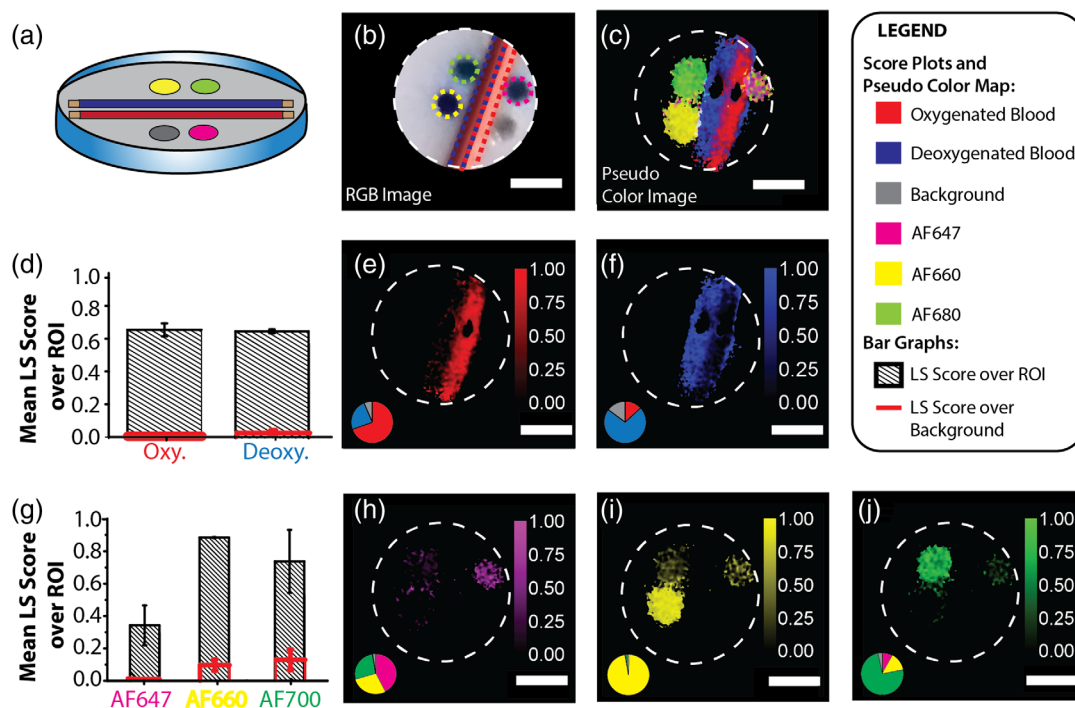 (a)
(b)
RGB Image
(c)
Pseudo
Color Image
LEGEND
Score Plots and
Pseudo Color Map:
Oxygenated Blood
Deoxygenated Blood
Background
AF647
AF660
AF680
Bar Graphs:
LS Score over ROI
LS Score over
Background
(d)
Mean LS Score
over ROI
1.0
0.8
0.6
0.4
0.2
0.0
Oxy.
Deoxy.
(e)
1.00
0.75
0.50
0.25
0.00
(f)
1.00
0.75
0.50
0.25
0.00
(g)
Mean LS Score
over ROI
1.0
0.8
0.6
0.4
0.2
0.0
AF647
AF660
AF700
(h)
1.00
0.75
0.50
0.25
0.00
(i)
1.00
0.75
0.50
0.25
0.00
(j)
1.00
0.75
0.50
0.25
0.00